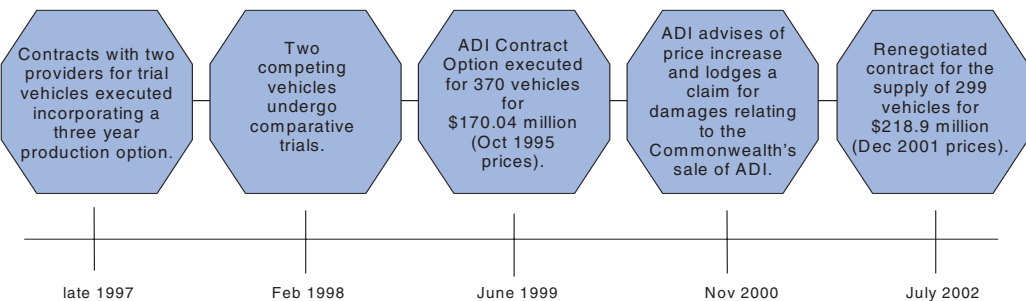 Contracts with two
providers for trial
vehicles executed
incorporating a
three year
production option.
Two
competing
vehicles
undergo
comparative
trials.
ADI Contract
Option executed
for 370 vehicles
for
$170.04 million
(Oct 1995
prices).
ADI advises of
price increase
and lodges a
claim for
damages relating
to the
Commonwealth's
sale of ADI.
Renegotiated
contract for the
supply of 299
vehicles for
$218.9 million
(Dec 2001 prices).
late 1997
Feb 1998
June 1999
Nov 2000
July 2002